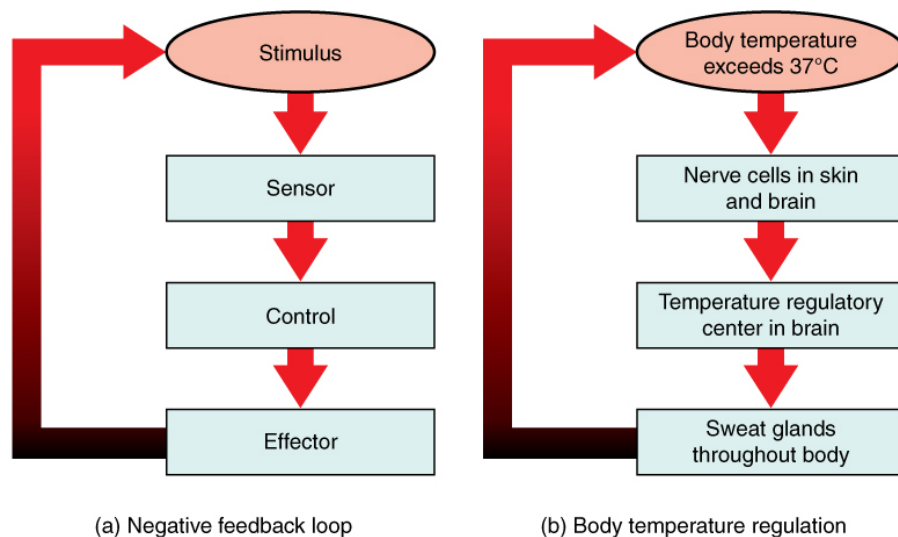 Stimulus
Sensor
Control
Effector
(a) Negative feedback loop
Body temperature
exceeds 37°C
Nerve cells in skin
and brain
Temperature regulatory
center in brain
Sweat glands
throughout body
(b) Body temperature regulation